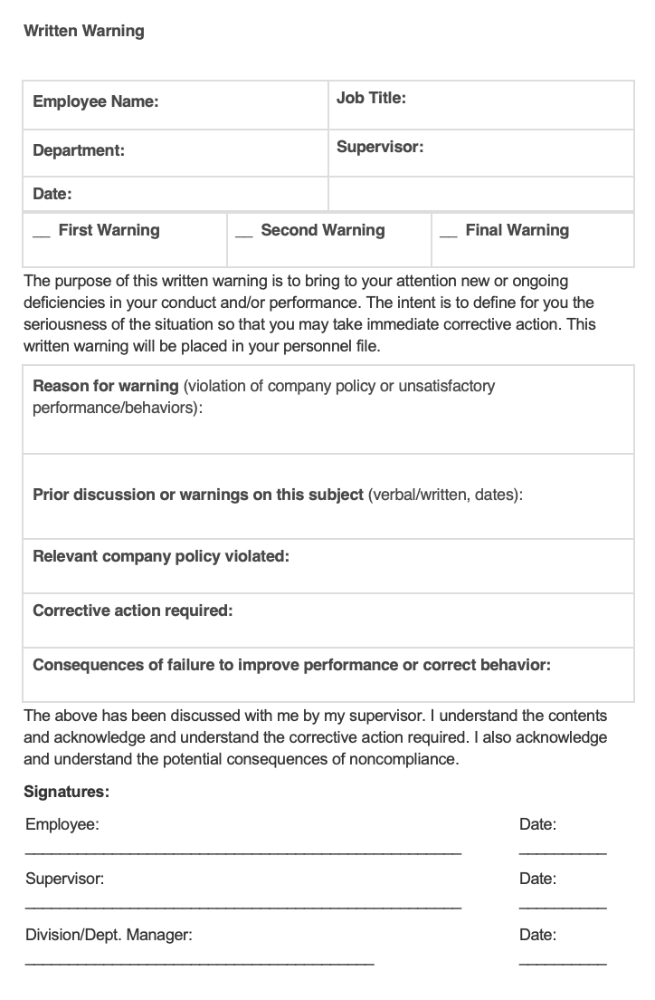 Written Warning
Employee Name:
Job Title:
Department:
Supervisor:
Date:
__ First Warning
__ Second Warning
__ Final Warning
The purpose of this written warning is to bring to your attention new or ongoing
deficiencies in your conduct and/or performance. The intent is to define for you the
seriousness of the situation so that you may take immediate corrective action. This
written warning will be placed in your personnel file.
Reason for warning (violation of company policy or unsatisfactory
performance/behaviors):
Prior discussion or warnings on this subject (verbal/written, dates):
Relevant company policy violated:
Corrective action required:
Consequences of failure to improve performance or correct behavior:
The above has been discussed with me by my supervisor. I understand the contents
and acknowledge and understand the corrective action required. I also acknowledge
and understand the potential consequences of noncompliance.
Signatures:
Employee:
Date:
Supervisor:
Date:
Division/Dept. Manager:
Date: